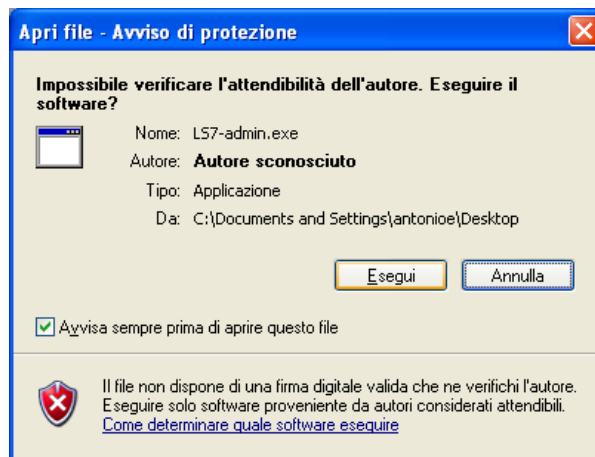 Apri file - Avviso di protezione
Impossibile verificare l'attendibilità dell'autore. Eseguire il
software?
Nome: LS7-admin.exe
Autore: Autore sconosciuto
Tipo: Applicazione
Da: C:\Documents and Settings\antonioe\Desktop
Esegui Annulla
Avvisa sempre prima di aprire questo file
Il file non dispone di una firma digitale valida che ne verifichi l'autore.
Eseguire solo software proveniente da autori considerati attendibili.
Come determinare quale software eseguire